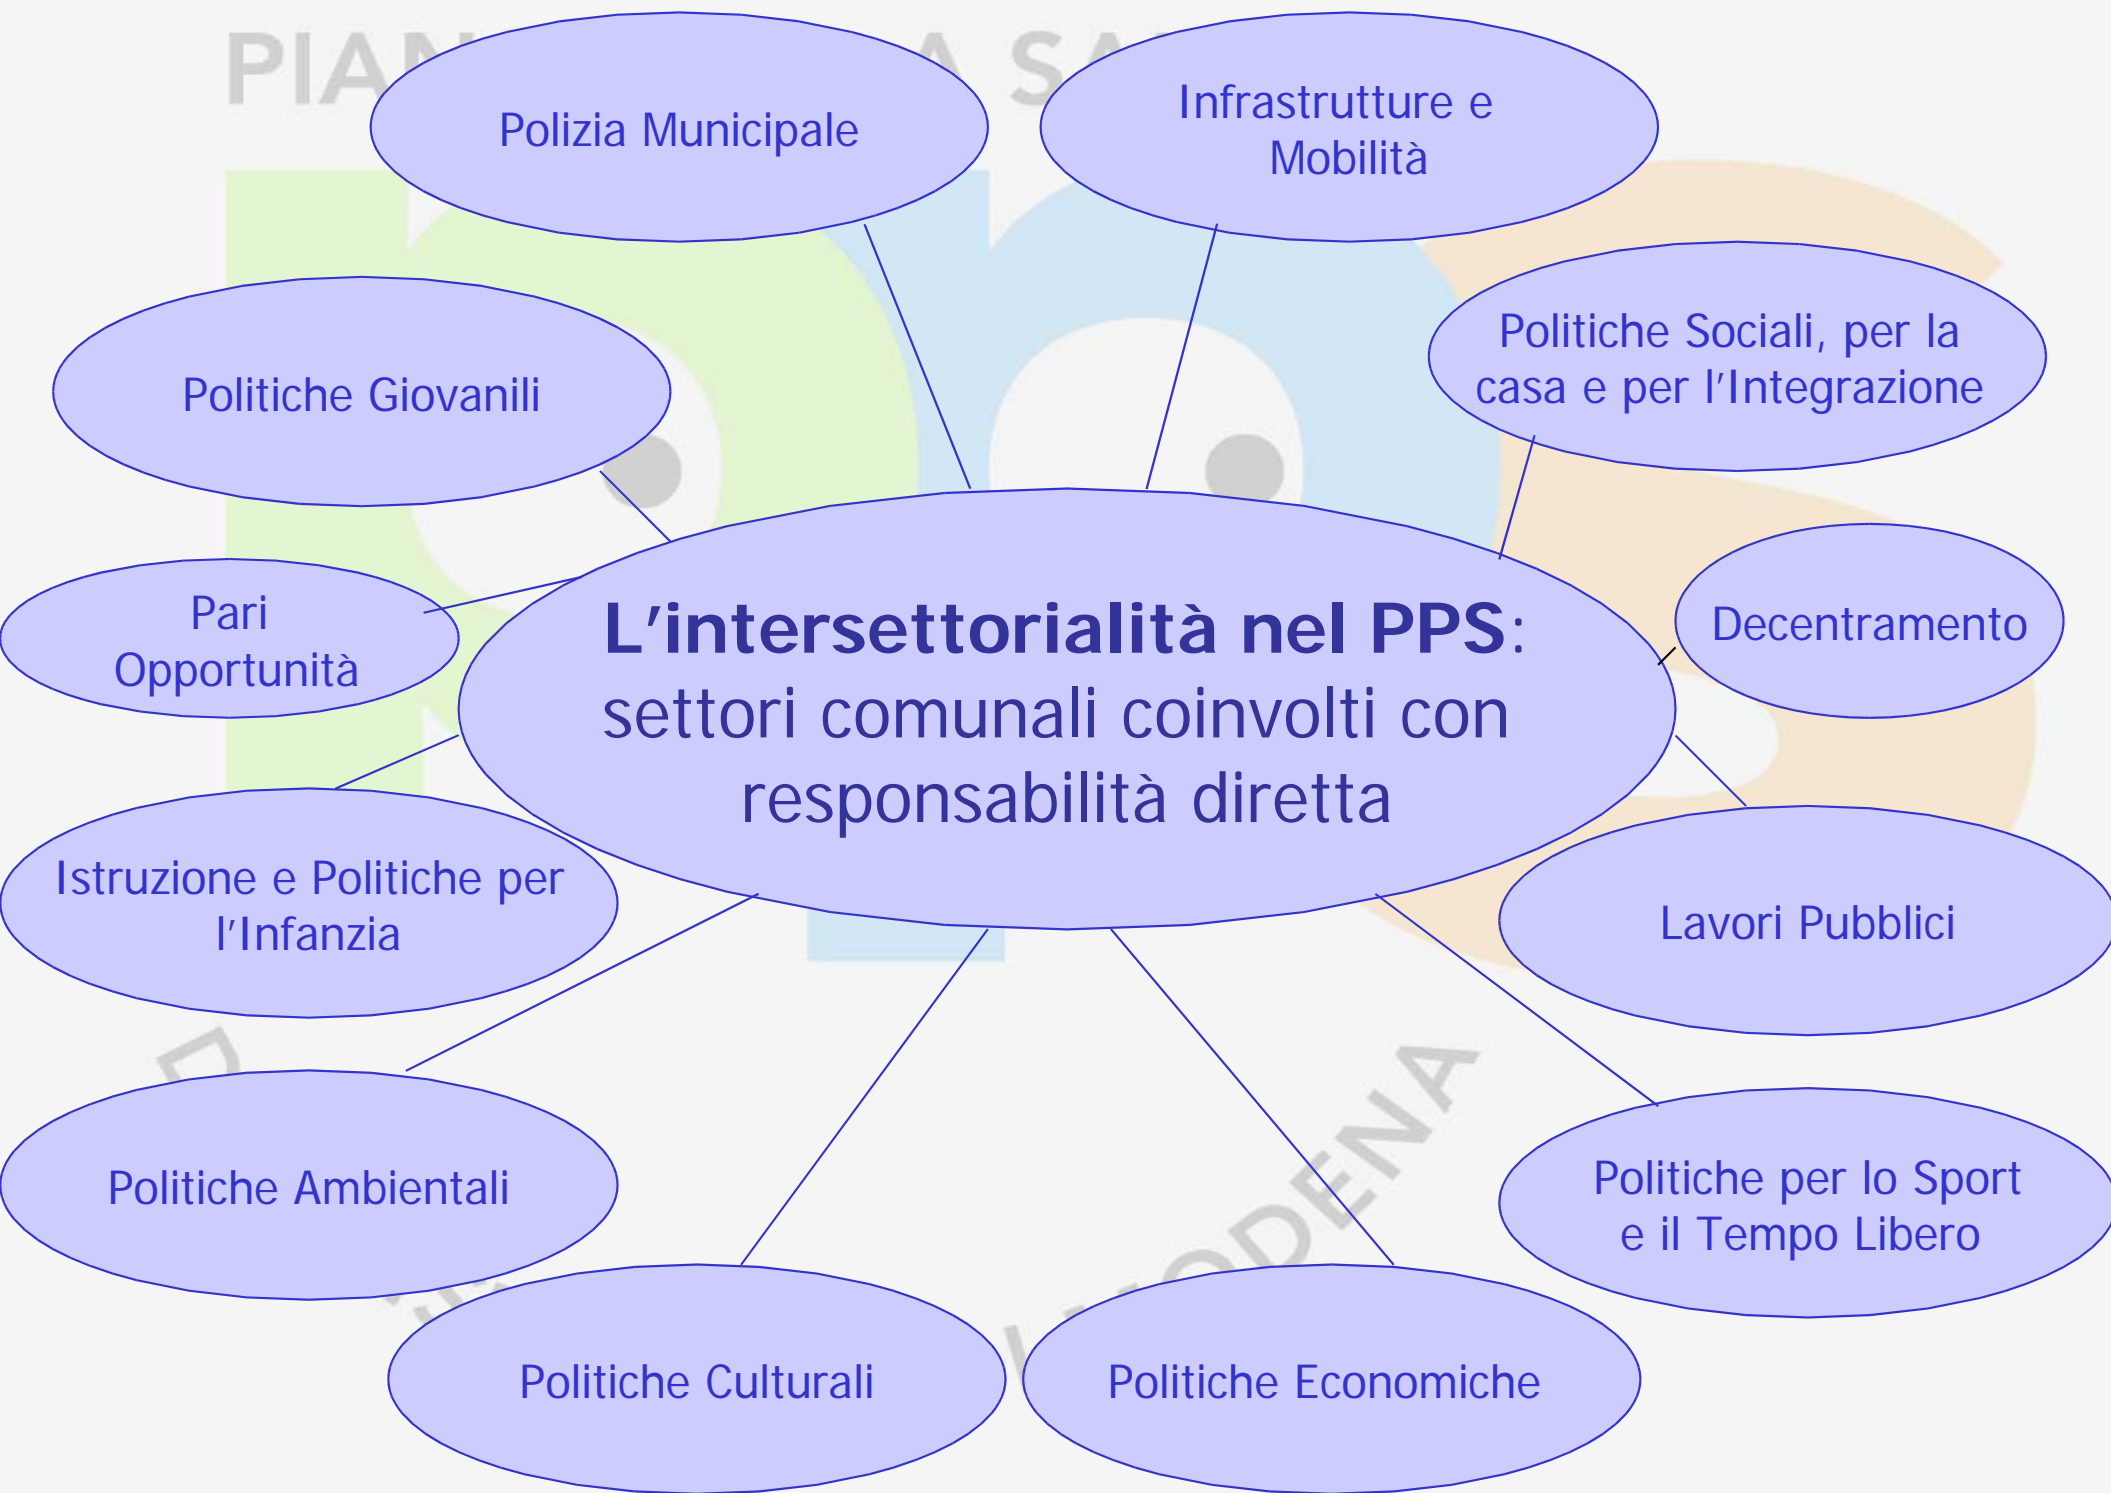 Polizia Municipale
Infrastrutture e
Mobilità
Politiche Giovanili
Politiche Sociali, per la
casa e per l'Integrazione
Pari
Opportunità
L'intersettorialità nel PPS:
settori comunali coinvolti con
responsabilità diretta
Decentramento
Istruzione e Politiche per
l'Infanzia
Lavori Pubblici
Politiche Ambientali
Politiche per lo Sport
e il Tempo Libero
Politiche Culturali
Politiche Economiche